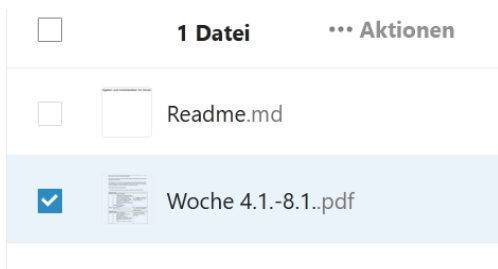 1 Datei
••• Aktionen
Readme.md
Woche 4.1.-8.1..pdf